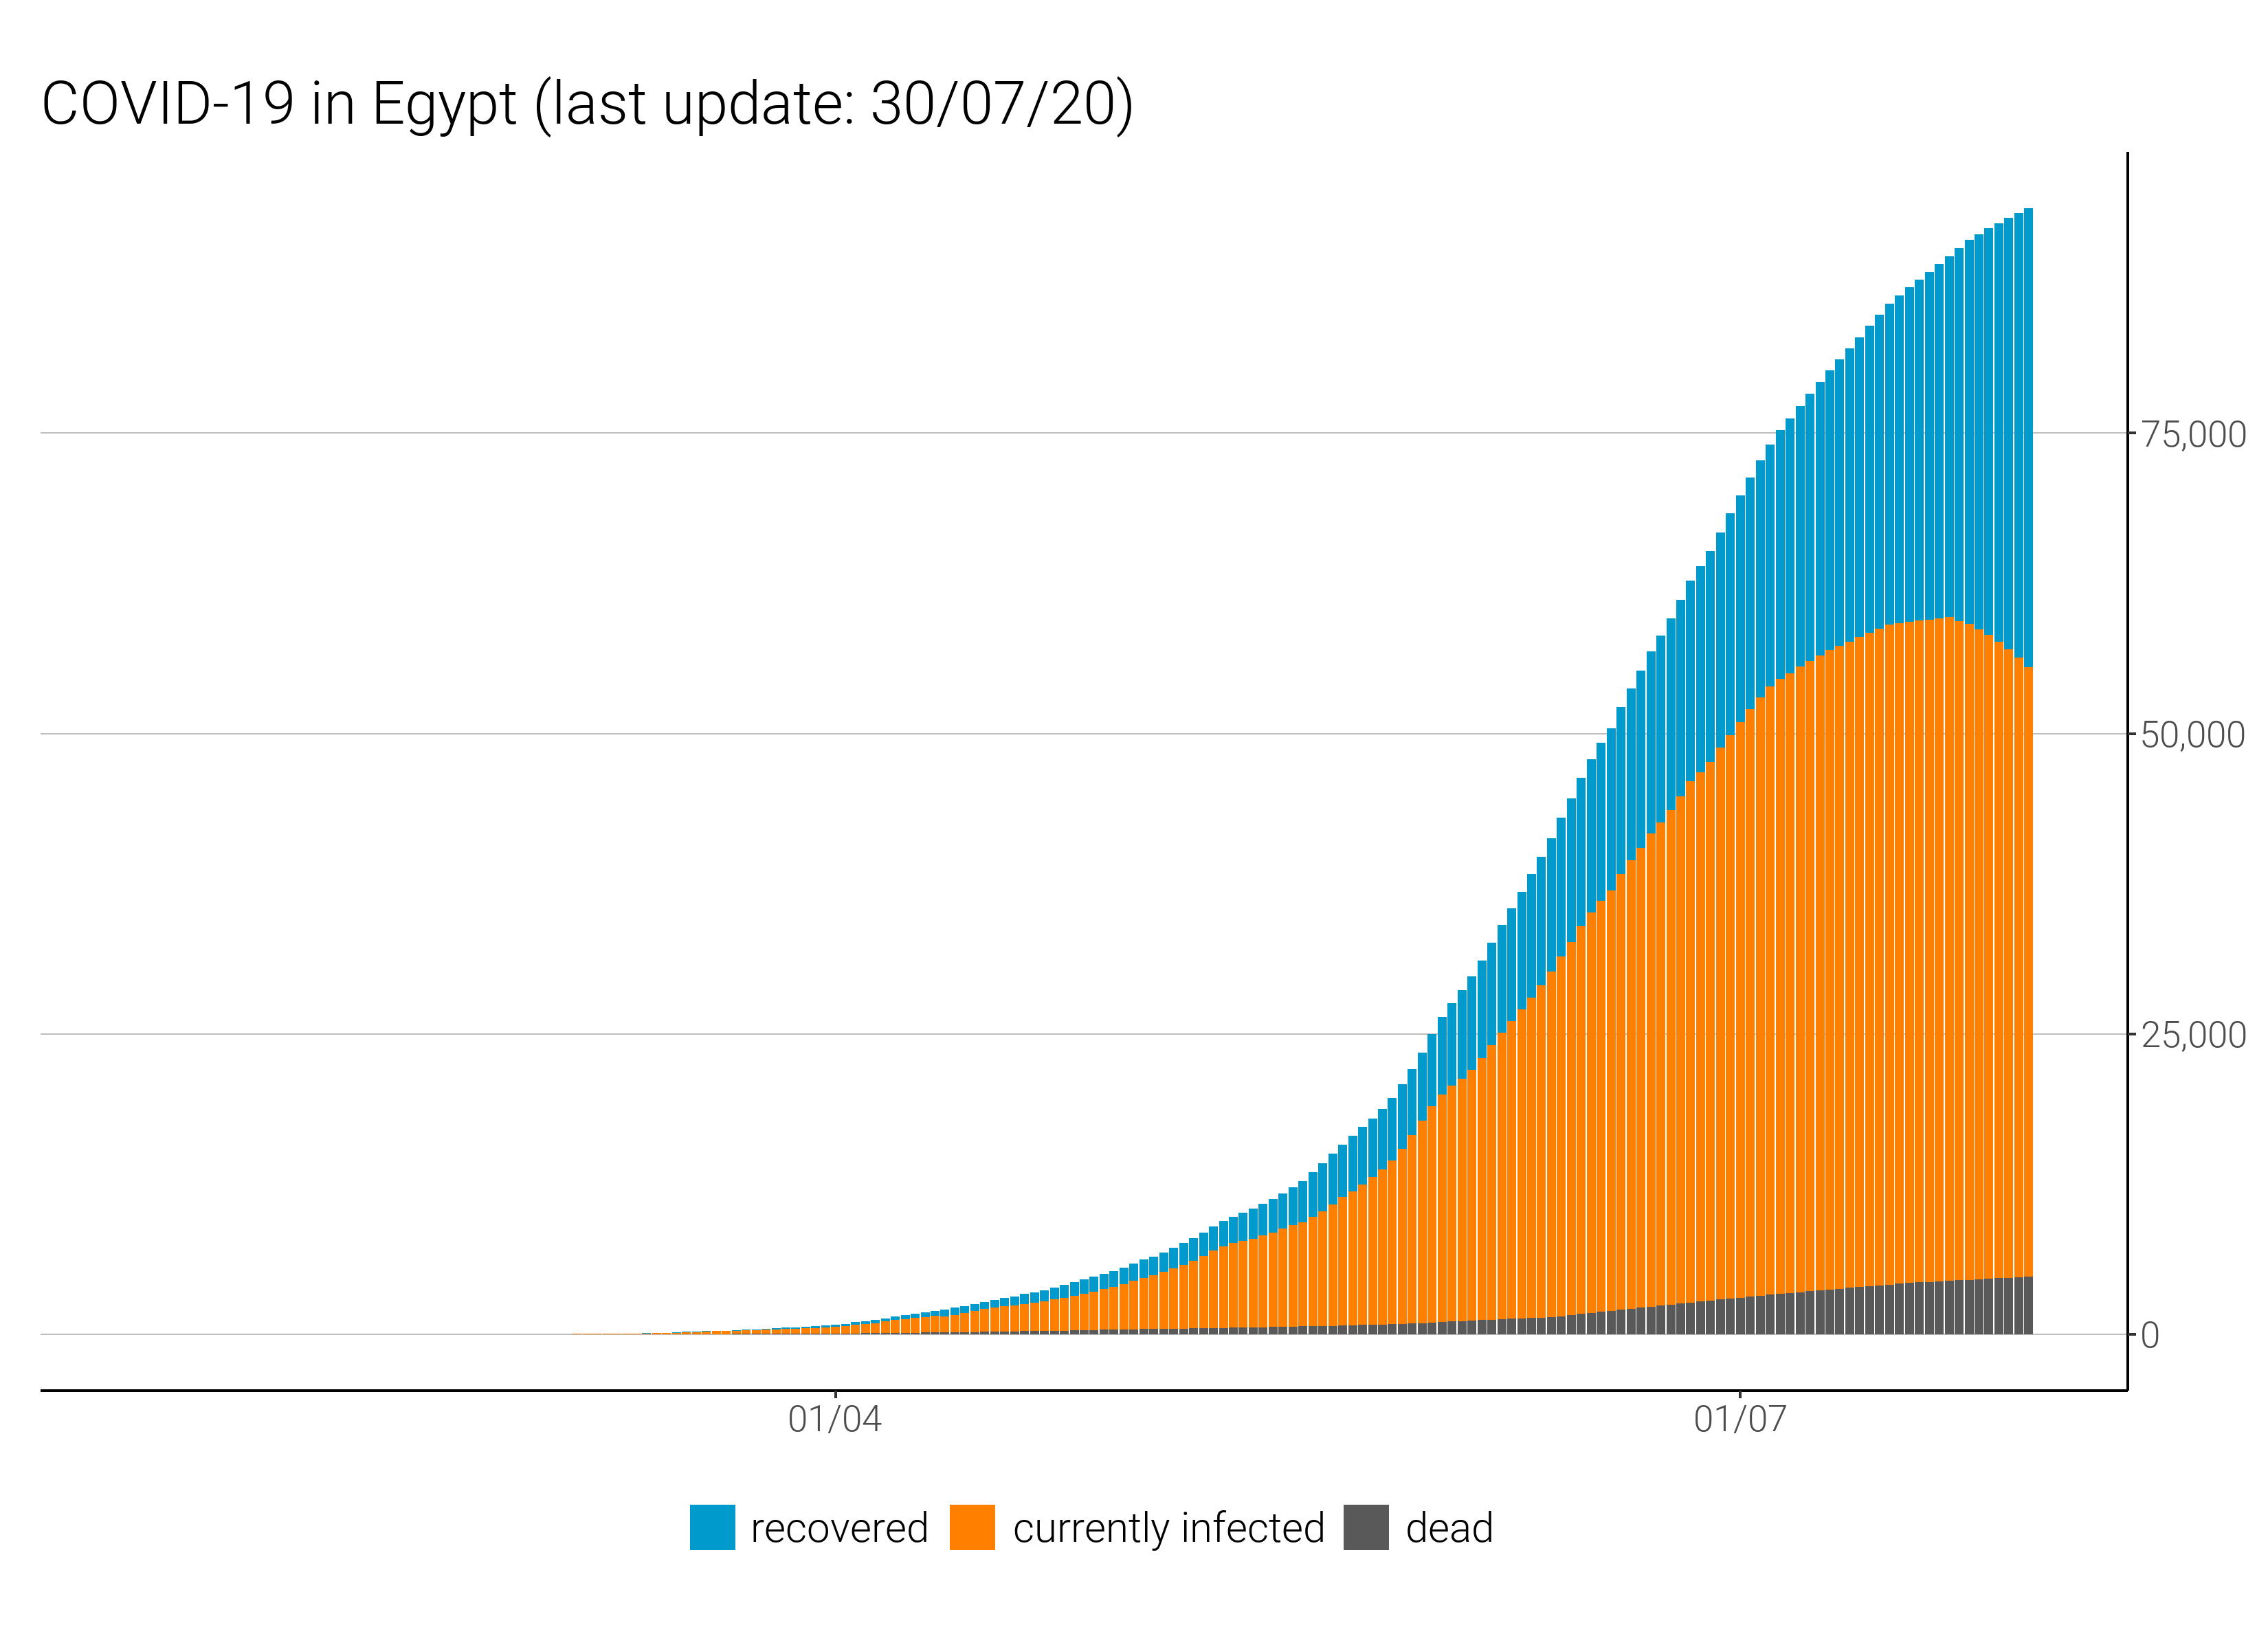 COVID-19 in Egypt (last update: 30/07/20)
75,000
50,000
25,000
0
01/04 01/07
recovered currently infected dead